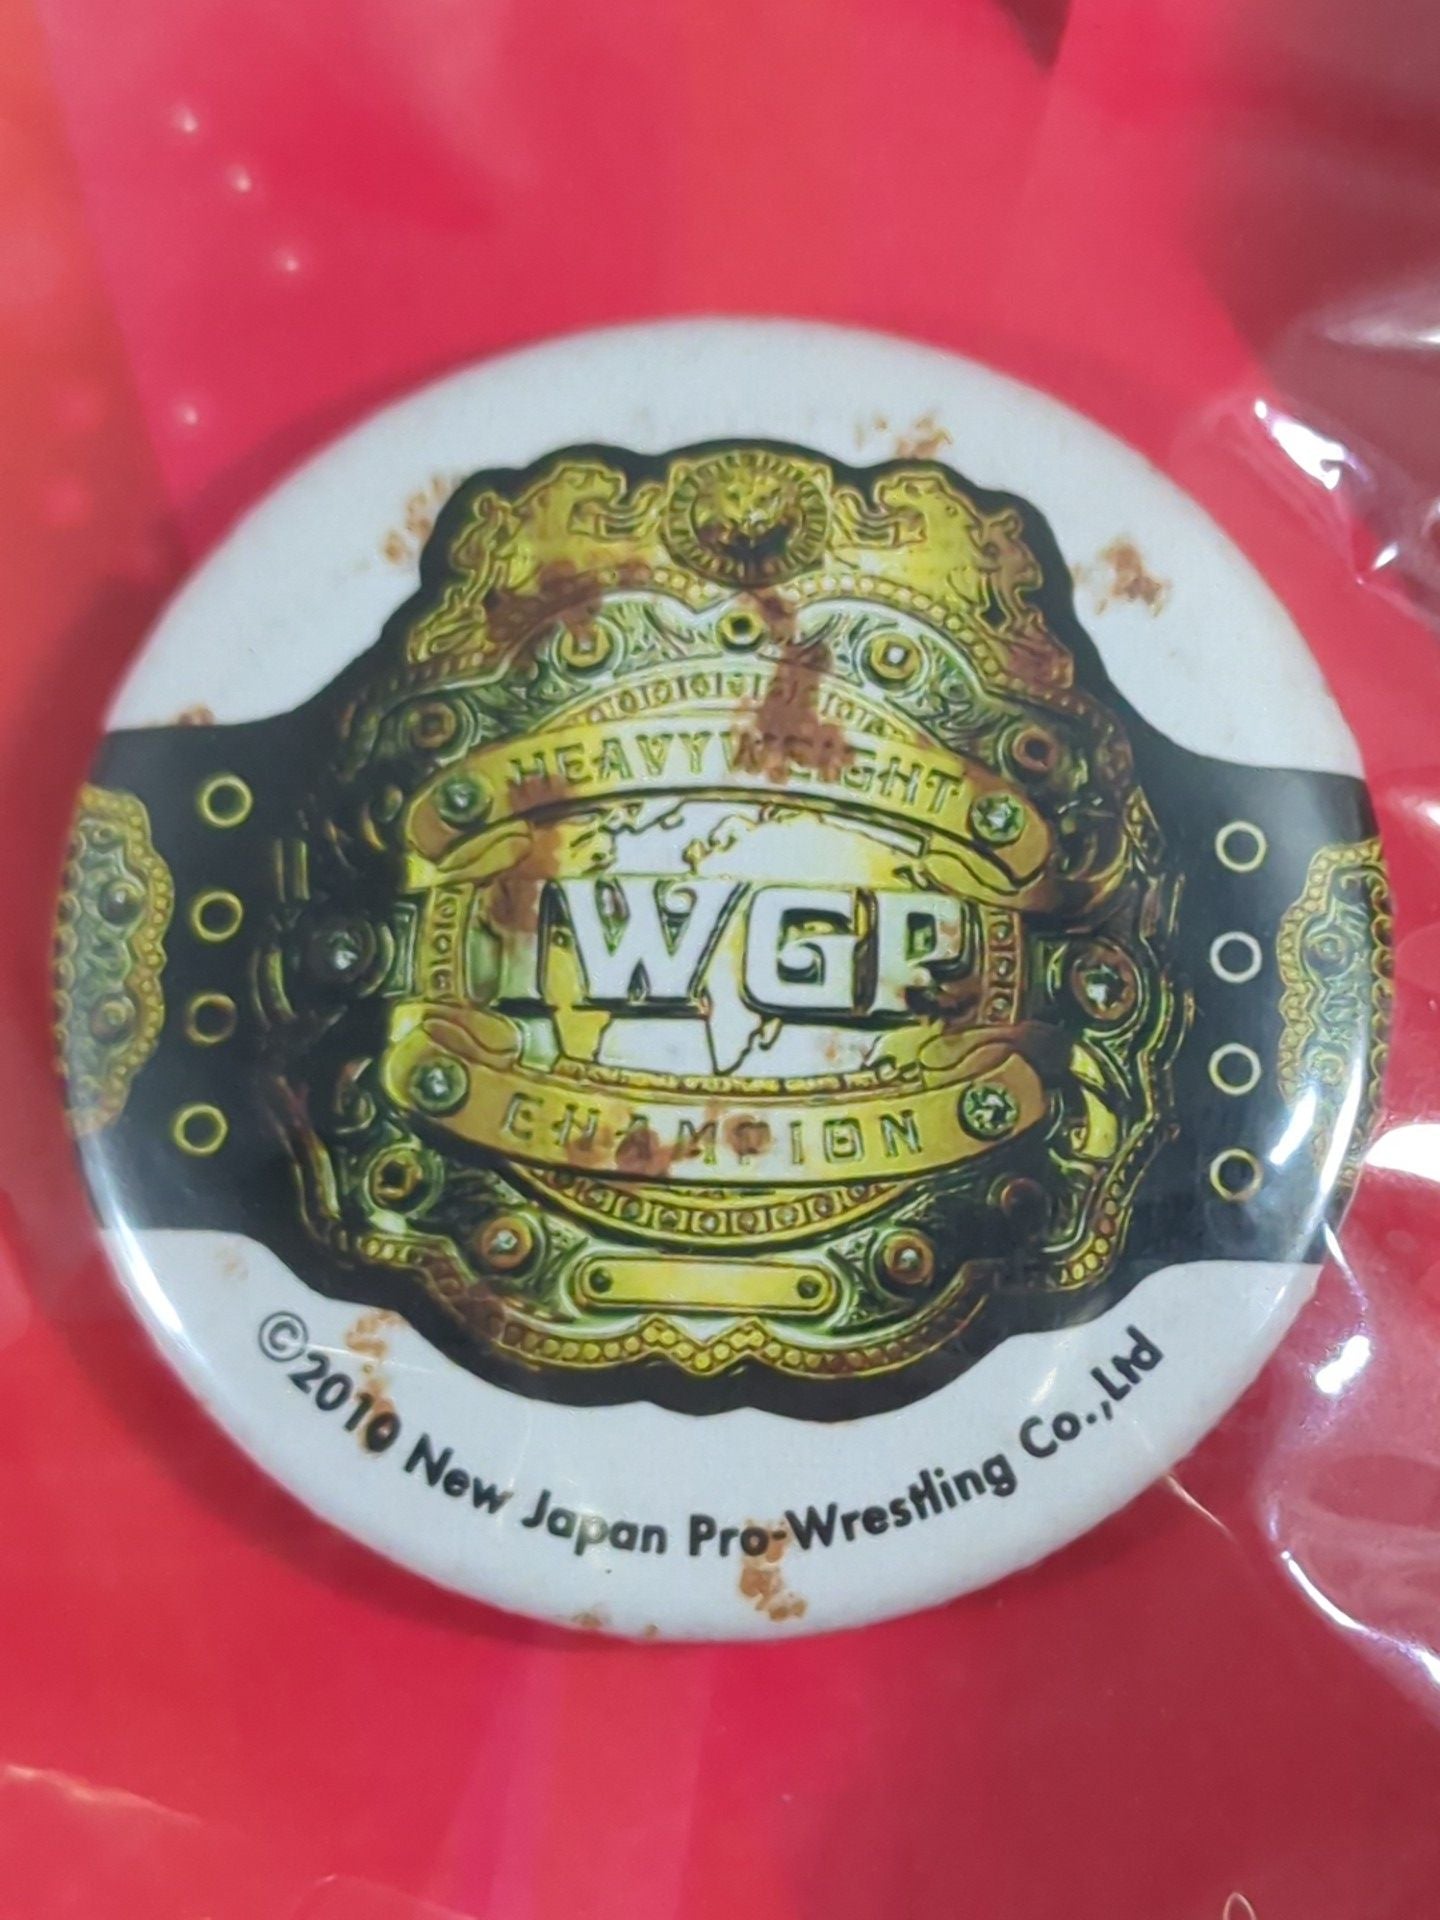 HEAVYWEIGHT
IWGP
CHAMPION
©2010 New Japan Pro-Wrestling Co.,Ltd